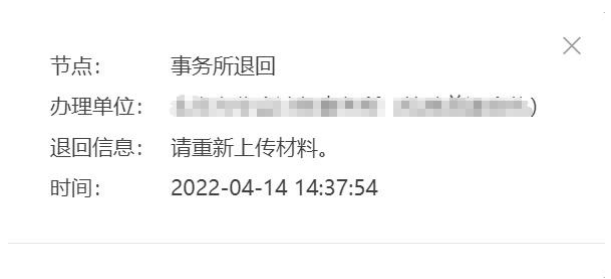 节点： 事务所退回
办理单位： )
退回信息： 请重新上传材料。
时间： 2022-04-14 14:37:54